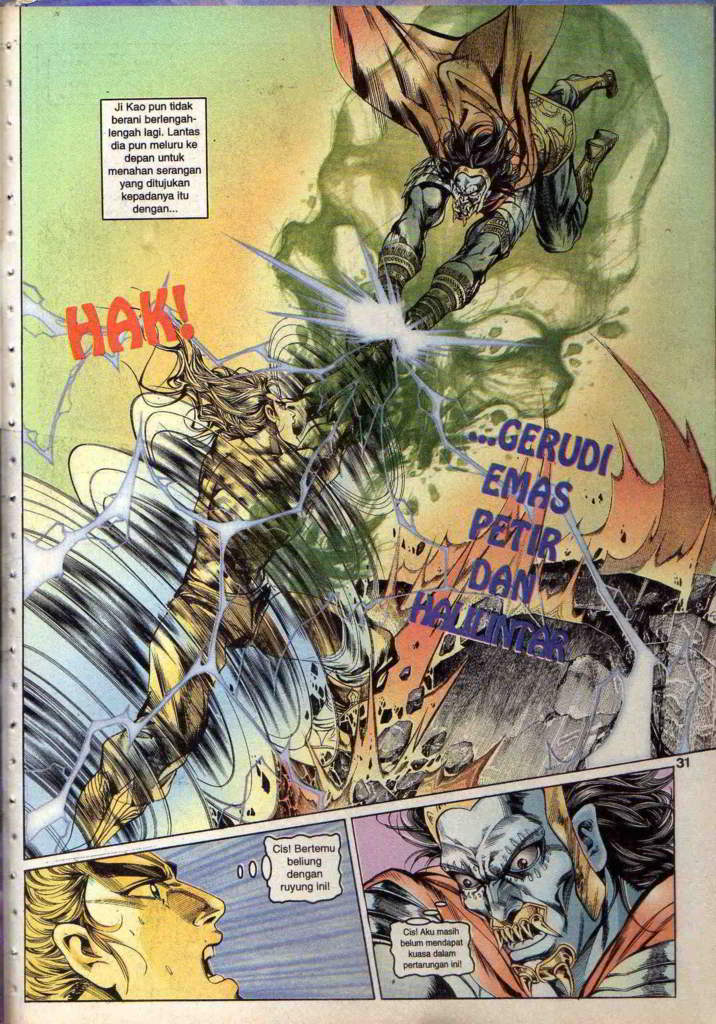 Ji Kao pun tidak
berani berlengah-
lengah lagi. Lantas
dia pun meluru ke
depan untuk
menahan serangan
yang ditujukan
kepadanya itu
dengan...
HAK!
...GERUDI
EMAS
PETIR
DAN
HALILINTAR
31
Cis! Bertemu
beliung
dengan
ruyung ini!
Cis! Aku masih
belum mendapat
kuasa dalam
pertarungan ini!